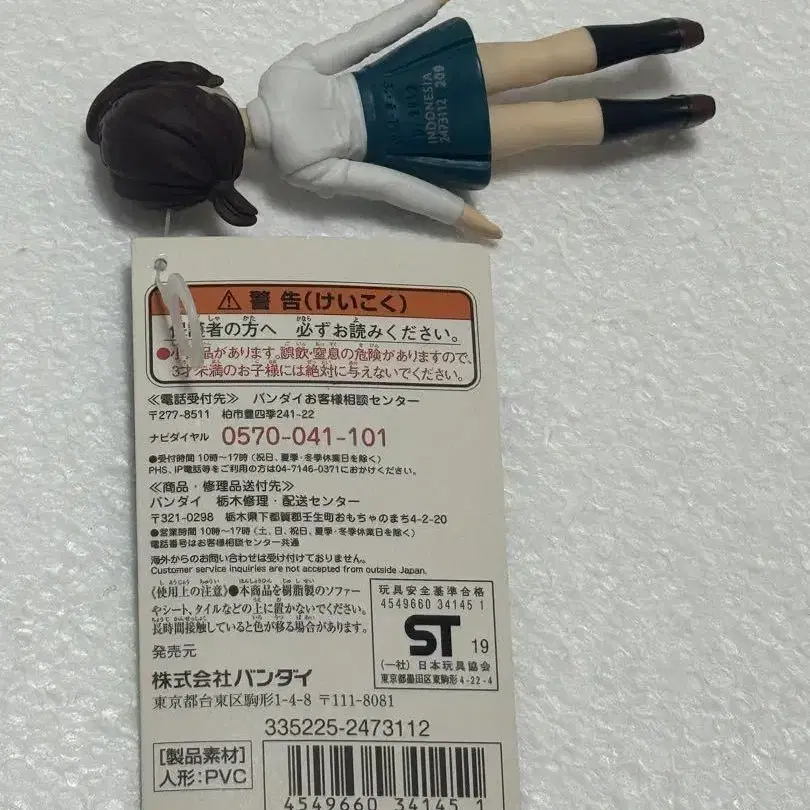 INDONESIA
2473112 200
警告(けいこく)
護者の方へ 必ずお読みください。
●小部品があります。誤飲・窒息の危険がありますので、
3才未満のお子様には絶対に与えないでください。
≪電話受付先≫ バンダイお客様相談センター
〒277-8511 柏市豊四季241-22
ナビダイヤル 0570-041-101
●受付時間 10時〜17時(祝日、夏季・冬季休業日を除く)
PHS、IP電話等をご利用の方は04-7146-0371におかけください。
≪商品・修理品送付先≫
バンダイ 栃木修理・配送センター
〒321-0298 栃木県下都賀郡壬生町おもちゃのまち4-2-20
●営業時間 10時〜17時(土、日、祝日、夏季・冬季休業日を除く)
電話番号はお客様相談センター共通
海外からのお問い合わせは受け付けておりません。
Customer service inquiries are not accepted from outside Japan.
《使用上の注意》●本商品を樹脂製のソファー
やシート、タイルなどの上に置かないでください。
長時間接触していると色が移る場合があります。
玩具安全基準合格
4549660 34145 1
ST 19
(一社) 日本玩具協会
東京都墨田区東駒形4-22-4
発売元
株式会社バンダイ
東京都台東区駒形1-4-8 〒111-8081
335225-2473112
[製品素材]
人形:PVC
4549660 34145 1